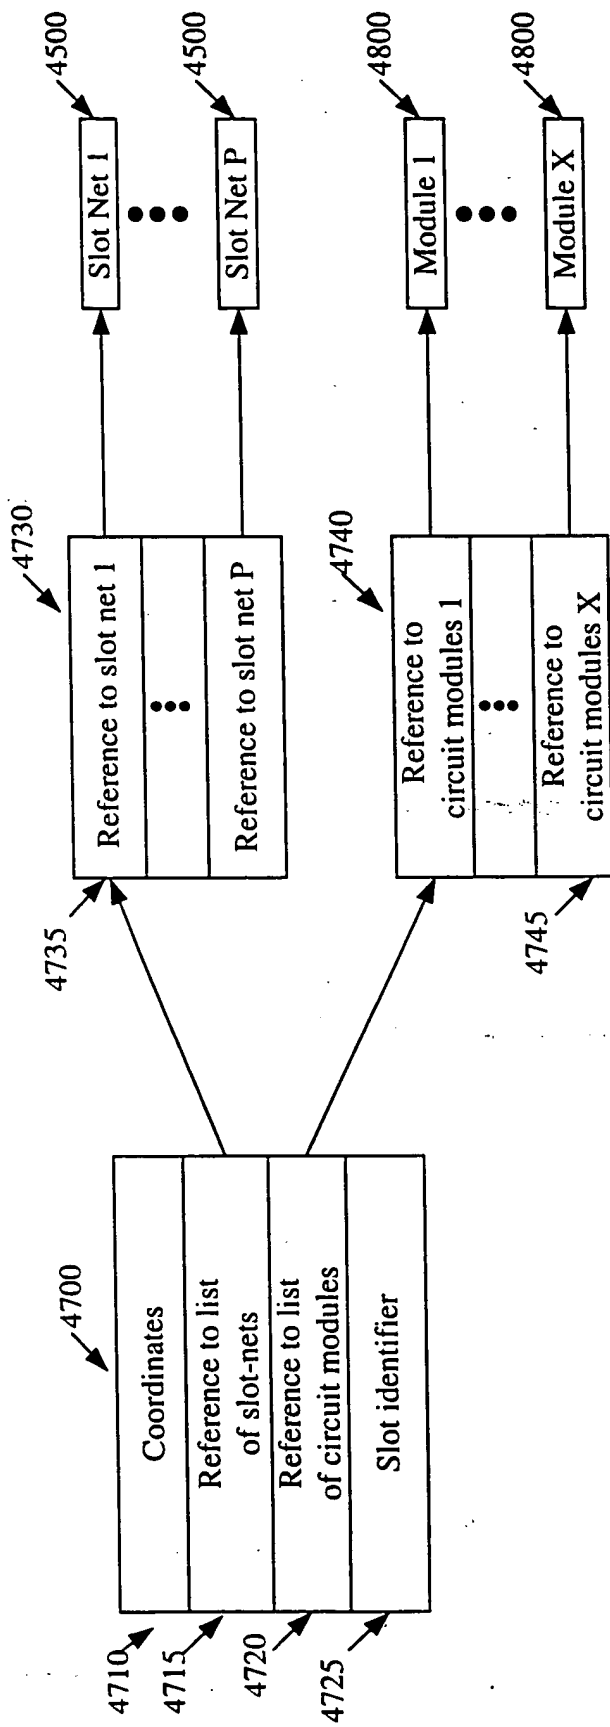 4700
4710
Coordinates
4715
Reference to list
of slot-nets
4720
Reference to list
of circuit modules
4725
Slot identifier
4730
4735
Reference to slot net 1
Reference to slot net P
4740
Reference to
circuit modules 1
4745
Reference to
circuit modules X
Slot Net 1
4500
Slot Net P
4500
Module 1
4800
Module X
4800